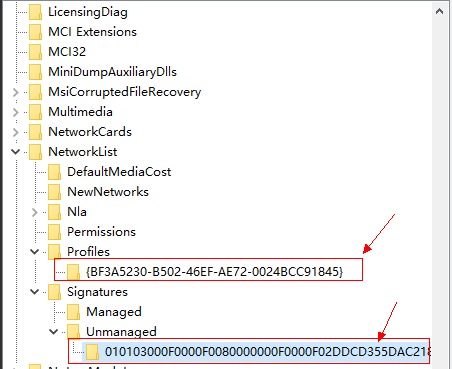 LicensingDiag
MCI Extensions
MCI32
MiniDumpAuxiliaryDlls
MsiCorruptedFileRecovery
Multimedia
NetworkCards
NetworkList
DefaultMediaCost
NewNetworks
Nla
Permissions
Profiles
{BF3A5230-B502-46EF-AE72-0024BCC91845}
Signatures
Managed
Unmanaged
010103000F0000F0080000000F0000F02DDCD355DAC218